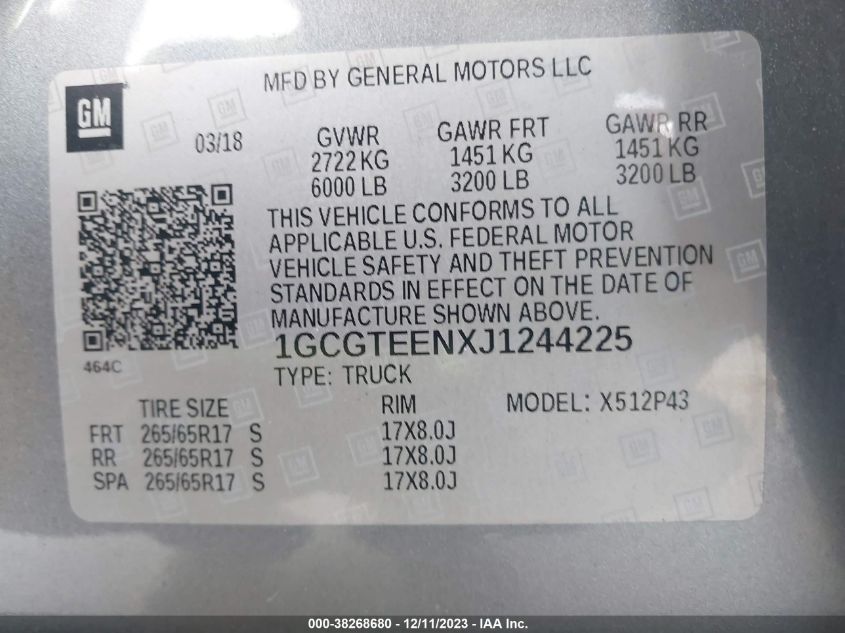 MFD BY GENERAL MOTORS LLC
GM
03/18
GVWR GAWR FRT GAWR RR
2722 KG 1451 KG 1451 KG
6000 LB 3200 LB 3200 LB
THIS VEHICLE CONFORMS TO ALL
APPLICABLE U.S. FEDERAL MOTOR
VEHICLE SAFETY AND THEFT PREVENTION
STANDARDS IN EFFECT ON THE DATE OF
MANUFACTURE SHOWN ABOVE.
1GCGTEENXJ1244225
464C
TYPE: TRUCK
TIRE SIZE RIM MODEL: X512P43
FRT 265/65R17 S 17X8.0J
RR 265/65R17 S 17X8.0J
SPA 265/65R17 S 17X8.0J
000-38268680 - 12/11/2023 - IAA Inc.